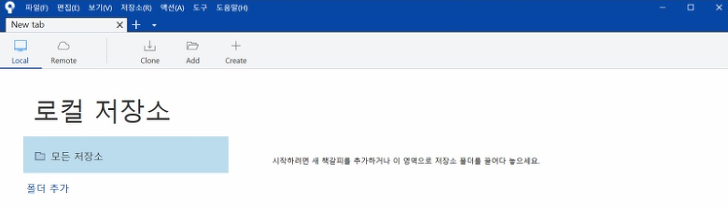 파일(F) 편집(E) 보기(V) 저장소(R) 액션(A) 도구 도움말(H)
New tab
Local Remote Clone Add Create
로컬 저장소
모든 저장소
시작하려면 새 책갈피를 추가하거나 이 영역으로 저장소 폴더를 끌어다 놓으세요.
폴더 추가